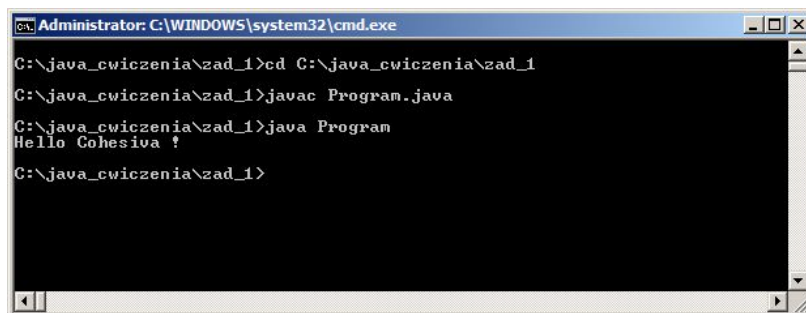 Administrator: C:\WINDOWS\system32\cmd.exe
C:\java_cwiczenia\zad_1>cd C:\java_cwiczenia\zad_1
C:\java_cwiczenia\zad_1>javac Program.java
C:\java_cwiczenia\zad_1>java Program
Hello Cohesiva !
C:\java_cwiczenia\zad_1>